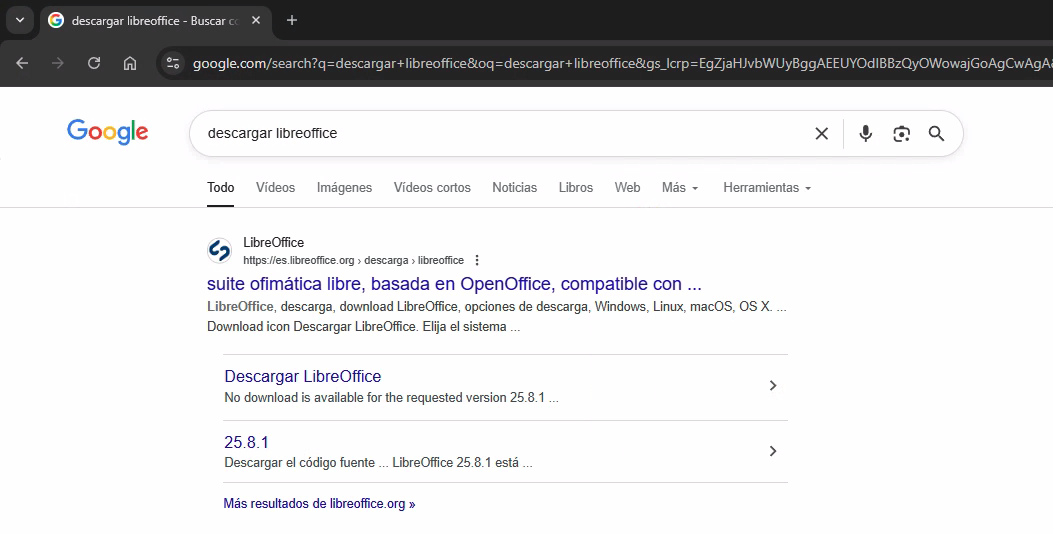 descargar libreoffice - Buscar co
google.com/search?q=descargar+libreoffice&oq=descargar+libreoffice&gs_lcrp=EgZjaHJvbWUyBggAEEUYOdIBBzQyOWowajGoAgCwAgA&
Google
descargar libreoffice
Todo Vídeos Imágenes Vídeos cortos Noticias Libros Web Más Herramientas
LibreOffice
https://es.libreoffice.org › descarga › libreoffice
suite ofimática libre, basada en OpenOffice, compatible con ...
LibreOffice, descarga, download LibreOffice, opciones de descarga, Windows, Linux, macOS, OS X. ...
Download icon Descargar LibreOffice. Elija el sistema ...
Descargar LibreOffice
No download is available for the requested version 25.8.1 ...
25.8.1
Descargar el código fuente ... LibreOffice 25.8.1 está ...
Más resultados de libreoffice.org »